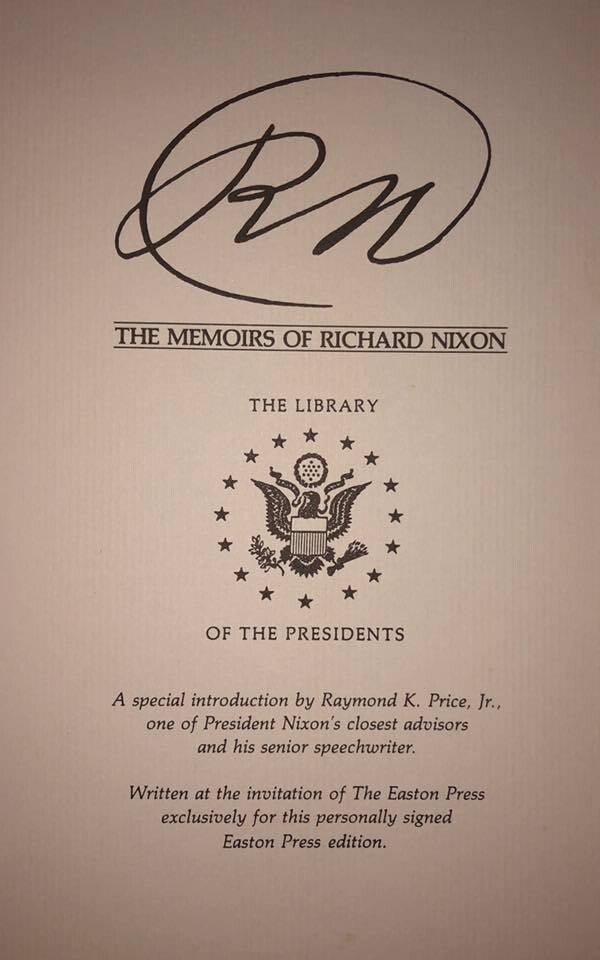 RN
THE MEMOIRS OF RICHARD NIXON
THE LIBRARY
OF THE PRESIDENTS
A special introduction by Raymond K. Price, Jr.,
one of President Nixon's closest advisors
and his senior speechwriter.
Written at the invitation of The Easton Press
exclusively for this personally signed
Easton Press edition.